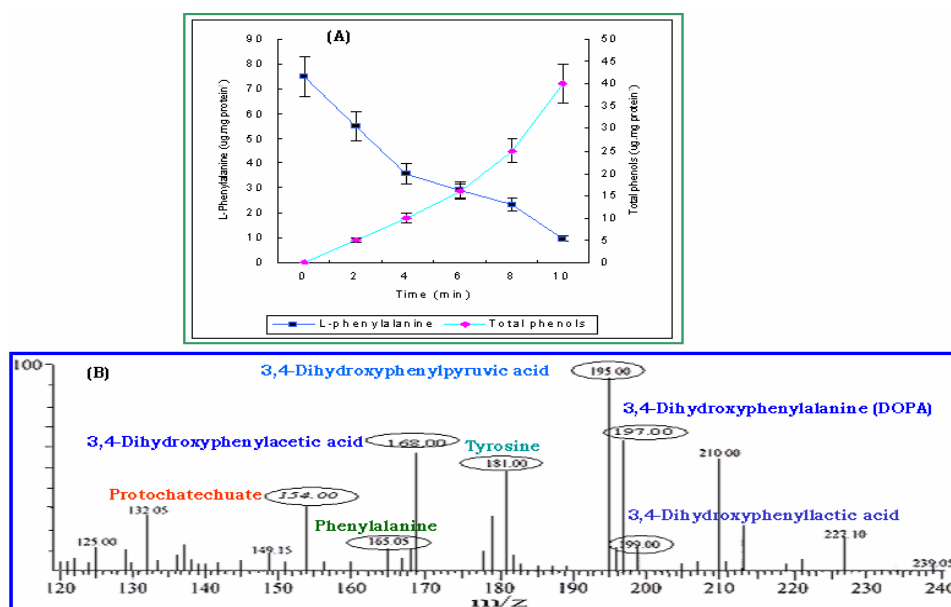 (A)
90
80
70
60
50
40
30
20
10
0
L-Phenylalanine (ug.mg protein⁻¹)
50
45
40
35
30
25
20
15
10
5
0
Total phenols (ug.mg protein⁻¹)
0 2 4 6 8 10
Time (min)
L-phenylalanine Total phenols
(B)
100
3,4-Dihydroxyphenylpyruvic acid
195.00
3,4-Dihydroxyphenylalanine (DOPA)
197.00
3,4-Dihydroxyphenylacetic acid
168.00
Tyrosine
181.00
210.00
Protochatechuate
154.00
132.05
Phenylalanine
165.05
3,4-Dihydroxyphenyllactic acid
199.00
125.00
149.15
227.10
239.05
120 130 140 150 160 170 180 195 200 210 220 230 240
m/z